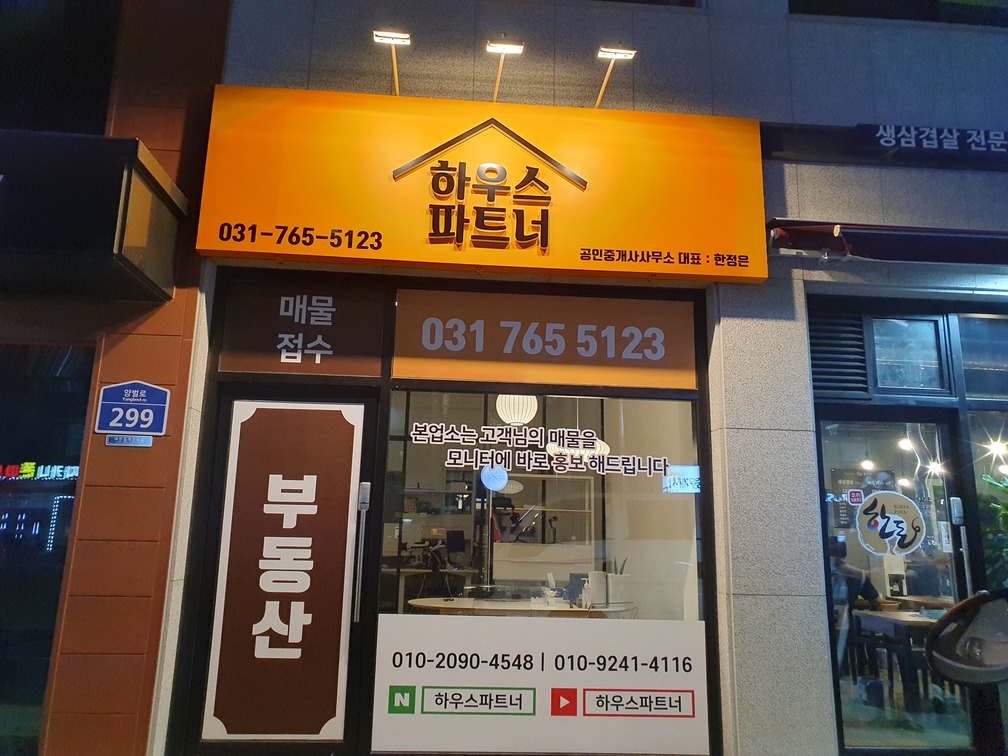 하우스
파트너
031-765-5123
공인중개사사무소 대표 : 한정은
생삼겹살 전문
매물
접수
031 765 5123
양벌로
Yangbeol-ro
299
본업소는 고객님의 매물을
모니터에 바로 홍보 해드립니다
부동산
한돈
010-2090-4548 | 010-9241-4116
N 하우스파트너
하우스파트너